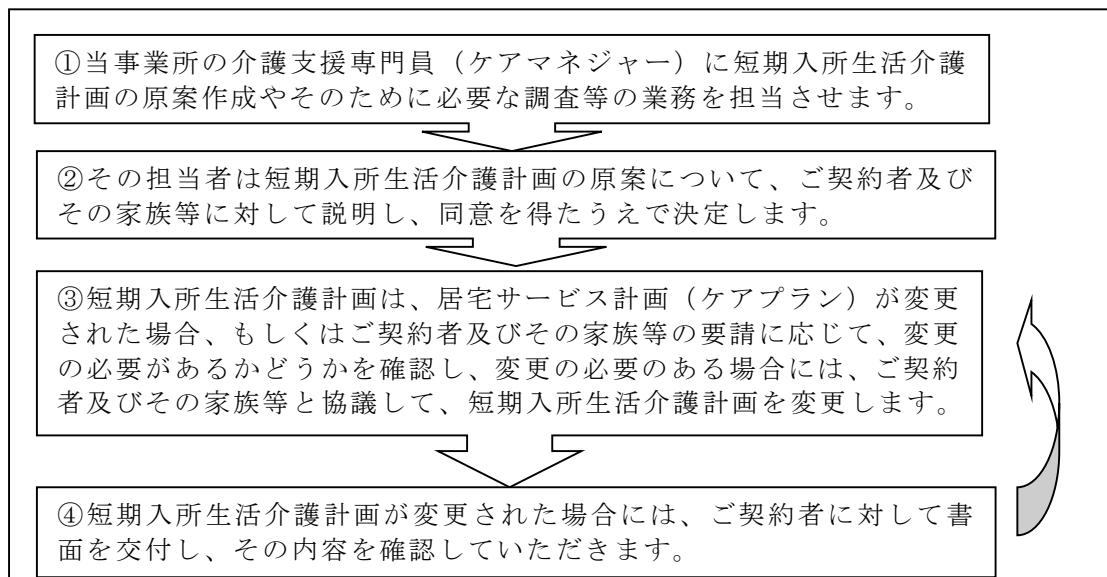 ①当事業所の介護支援専門員（ケアマネジャー）に短期入所生活介護
計画の原案作成やそのために必要な調査等の業務を担当させます。
②その担当者は短期入所生活介護計画の原案について、ご契約者及び
その家族等に対して説明し、同意を得たうえで決定します。
③短期入所生活介護計画は、居宅サービス計画（ケアプラン）が変更
された場合、もしくはご契約者及びその家族等の要請に応じて、変更
の必要があるかどうかを確認し、変更の必要のある場合には、ご契約
者及びその家族等と協議して、短期入所生活介護計画を変更します。
④短期入所生活介護計画が変更された場合には、ご契約者に対して書
面を交付し、その内容を確認していただきます。